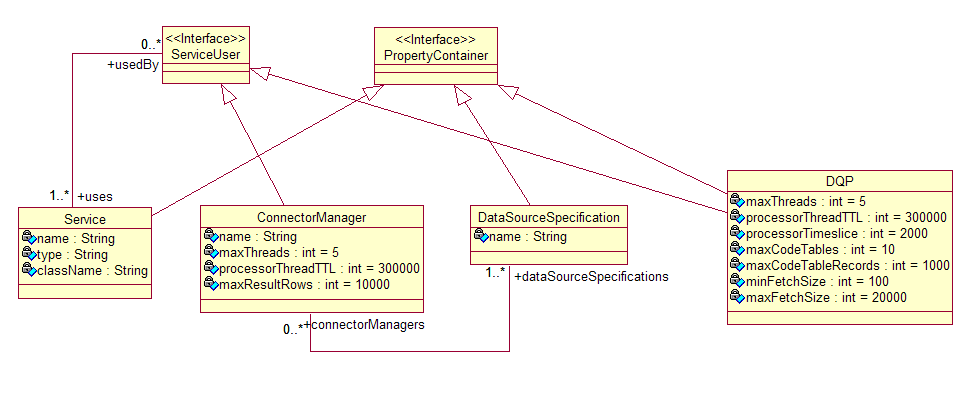 <<Interface>>
ServiceUser
<<Interface>>
PropertyContainer
0..*
+usedBy
1..*
+uses
Service
name : String
type : String
className : String
ConnectorManager
name : String
maxThreads : int = 5
processorThreadTTL : int = 300000
maxResultRows : int = 10000
DataSourceSpecification
name : String
DQP
maxThreads : int = 5
processorThreadTTL : int = 300000
processorTimeslice : int = 2000
maxCodeTables : int = 10
maxCodeTableRecords : int = 1000
minFetchSize : int = 100
maxFetchSize : int = 20000
1..*
+dataSourceSpecifications
0..*
+connectorManagers